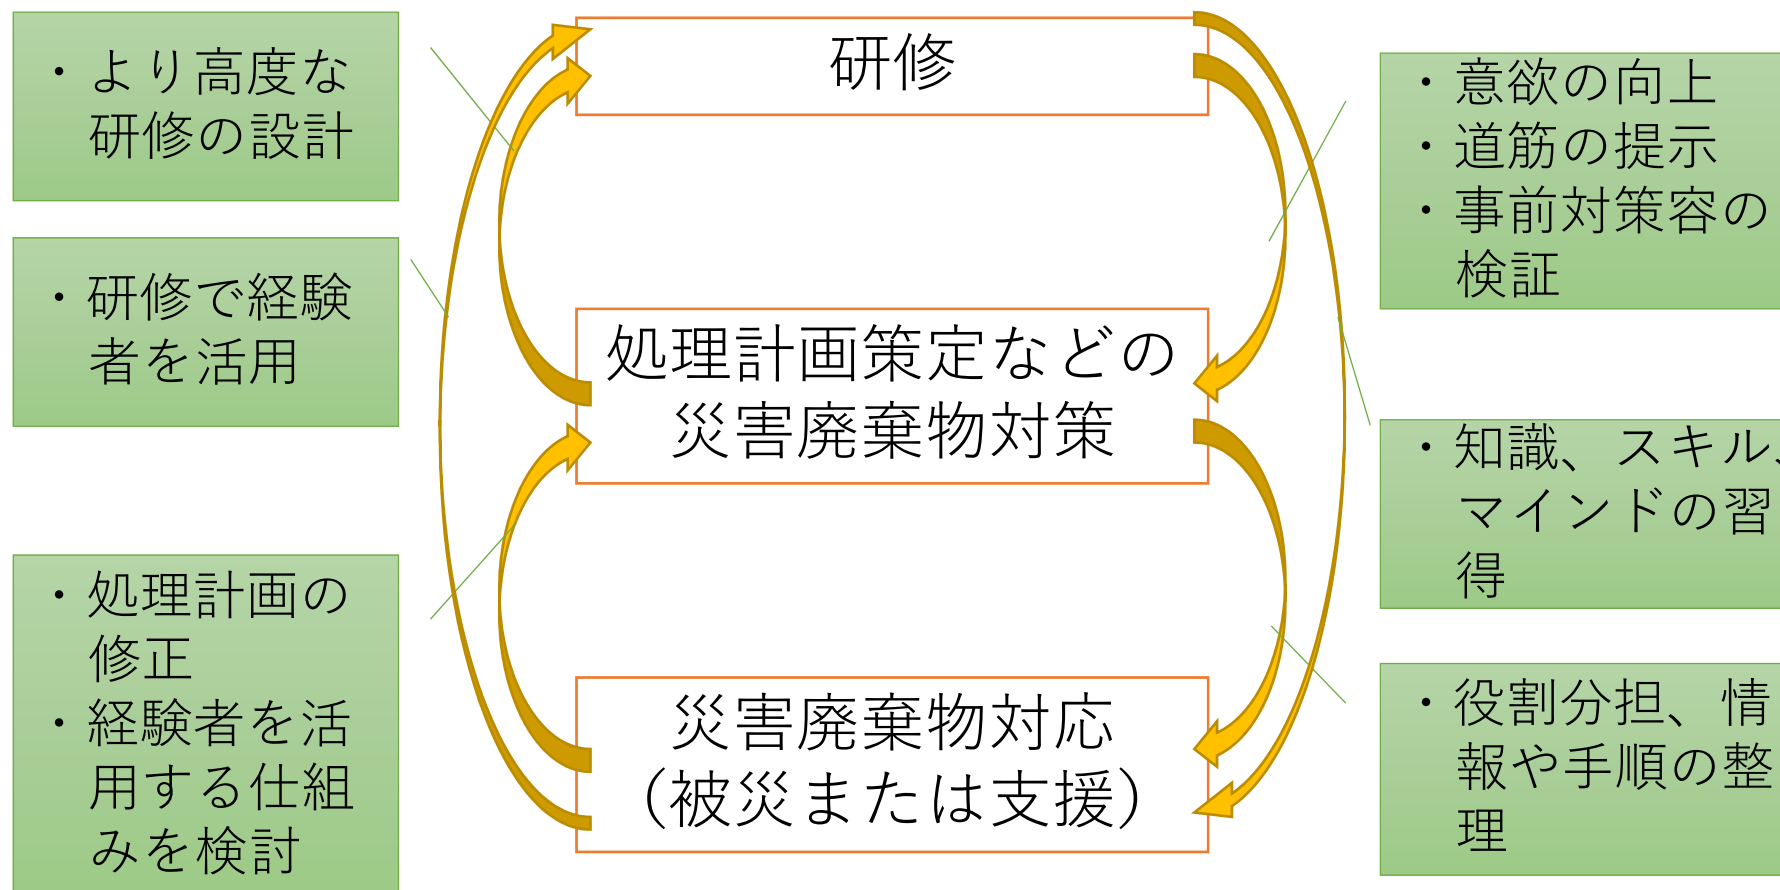 ・より高度な
研修の設計
・研修で経験
者を活用
・処理計画の
修正
・経験者を活
用する仕組
みを検討
研修
処理計画策定などの
災害廃棄物対策
災害廃棄物対応
（被災または支援）
・意欲の向上
・道筋の提示
・事前対策容の
検証
・知識、スキル、
マインドの習
得
・役割分担、情
報や手順の整
理